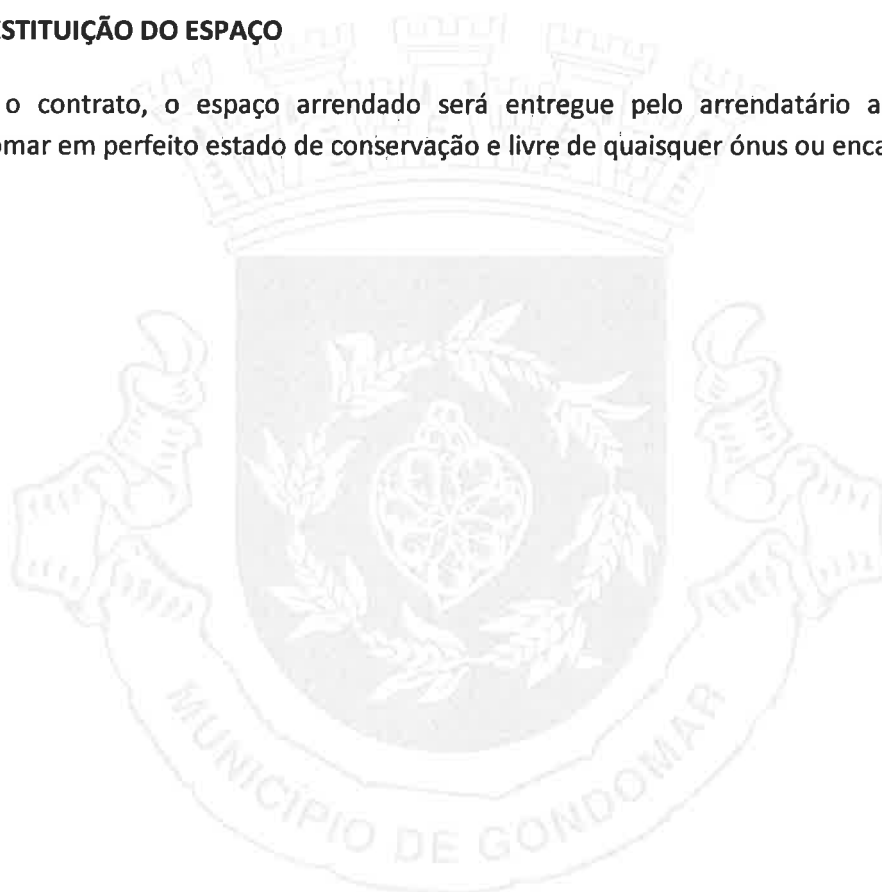 STITUIÇÃO DO ESPAÇO
o contrato, o espaço arrendado será entregue pelo arrendatário a
omar em perfeito estado de conservação e livre de quaisquer ónus ou enca
MUNICÍPIO DE GONDOMAR